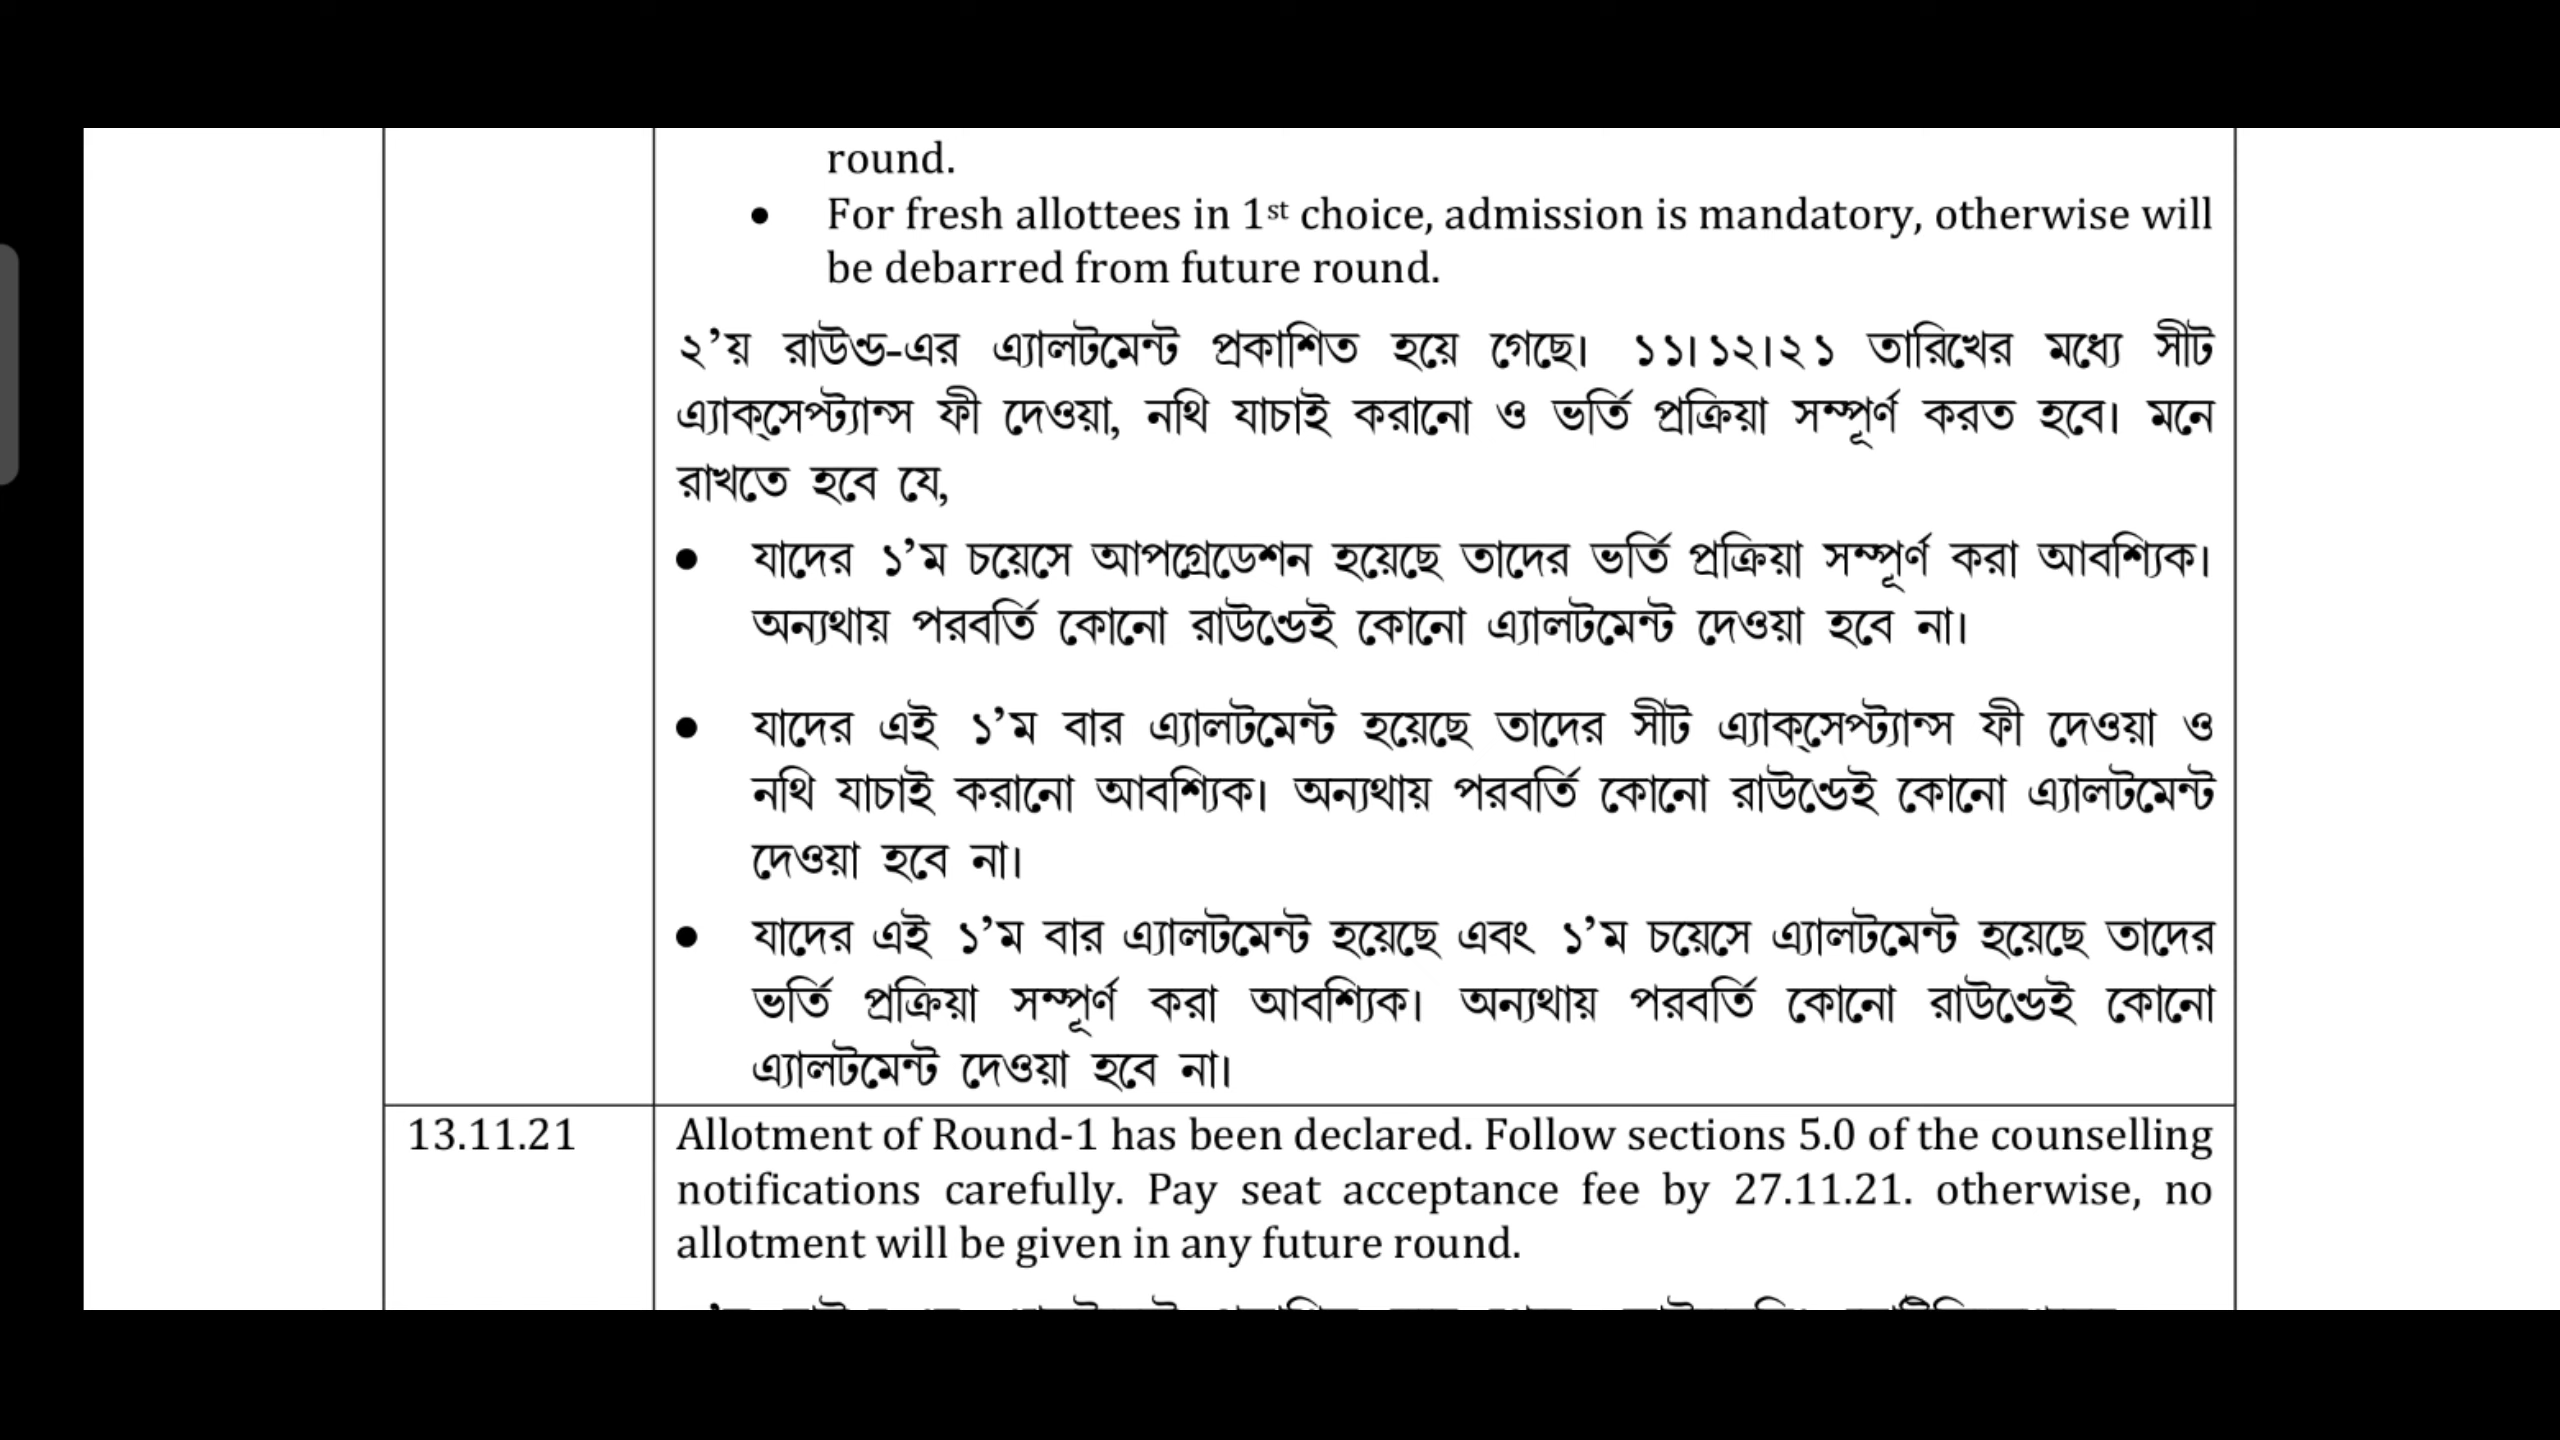 round.
• For fresh allottees in 1st choice, admission is mandatory, otherwise will
be debarred from future round.
২’য় রাউন্ড-এর এ্যালটমেন্ট প্রকাশিত হয়ে গেছে। ১১।১২।২১ তারিখের মধ্যে সীট
এ্যাক্সেপ্ট্যান্স ফী দেওয়া, নথি যাচাই করানো ও ভর্তি প্রক্রিয়া সম্পূর্ণ করত হবে। মনে
রাখতে হবে যে,
• যাদের ১’ম চয়েসে আপগ্রেডেশন হয়েছে তাদের ভর্তি প্রক্রিয়া সম্পূর্ণ করা আবশ্যিক।
অন্যথায় পরবর্তি কোনো রাউন্ডেই কোনো এ্যালটমেন্ট দেওয়া হবে না।
• যাদের এই ১’ম বার এ্যালটমেন্ট হয়েছে তাদের সীট এ্যাক্সেপ্ট্যান্স ফী দেওয়া ও
নথি যাচাই করানো আবশ্যিক। অন্যথায় পরবর্তি কোনো রাউন্ডেই কোনো এ্যালটমেন্ট
দেওয়া হবে না।
• যাদের এই ১’ম বার এ্যালটমেন্ট হয়েছে এবং ১’ম চয়েসে এ্যালটমেন্ট হয়েছে তাদের
ভর্তি প্রক্রিয়া সম্পূর্ণ করা আবশ্যিক। অন্যথায় পরবর্তি কোনো রাউন্ডেই কোনো
এ্যালটমেন্ট দেওয়া হবে না।
13.11.21 Allotment of Round-1 has been declared. Follow sections 5.0 of the counselling
notifications carefully. Pay seat acceptance fee by 27.11.21. otherwise, no
allotment will be given in any future round.